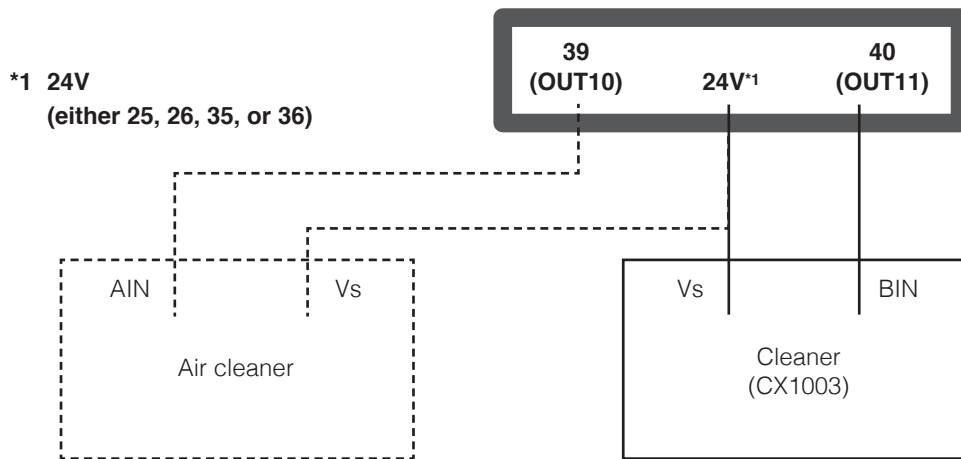 *1 24V
(either 25, 26, 35, or 36)
39
(OUT10)
24V*1
40
(OUT11)
AIN
Vs
Air cleaner
Vs
BIN
Cleaner
(CX1003)